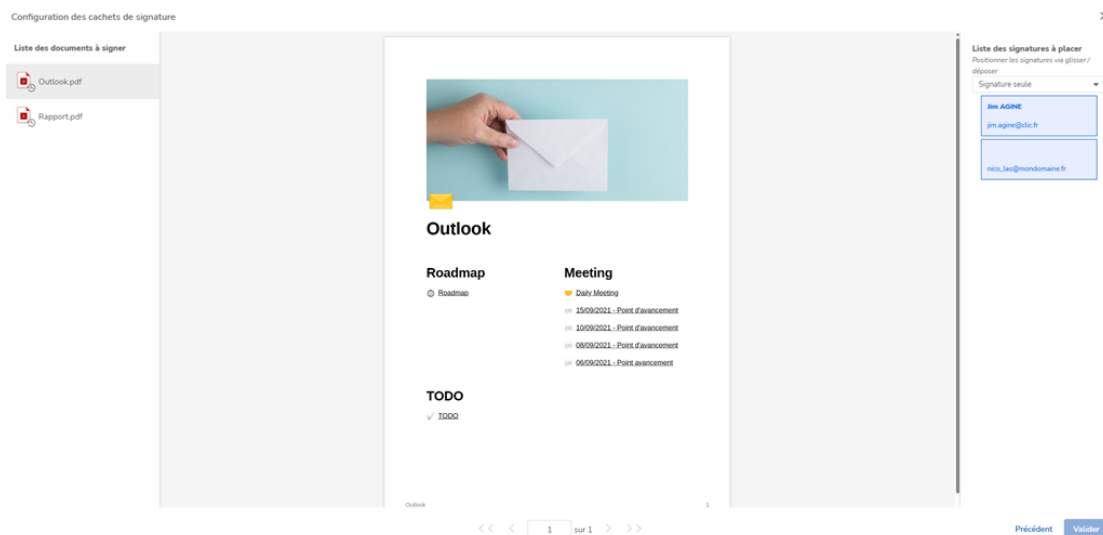 Configuration des cachets de signature
Liste des documents à signer
Outlook.pdf
Rapport.pdf
Outlook
Roadmap
Roadmap
Meeting
Daily Meeting
15/09/2021 - Point d'avancement
10/09/2021 - Point d'avancement
08/09/2021 - Point d'avancement
06/09/2021 - Point avancement
TODO
TODO
Outlook
1
<< < 1 sur 1 > >>
Liste des signatures à placer
Positionner les signatures via glisser /
déposer
Signature seule
Jim AGINE
jim.agine@clic.fr
nico_las@mondomaine.fr
Précédent
Valider